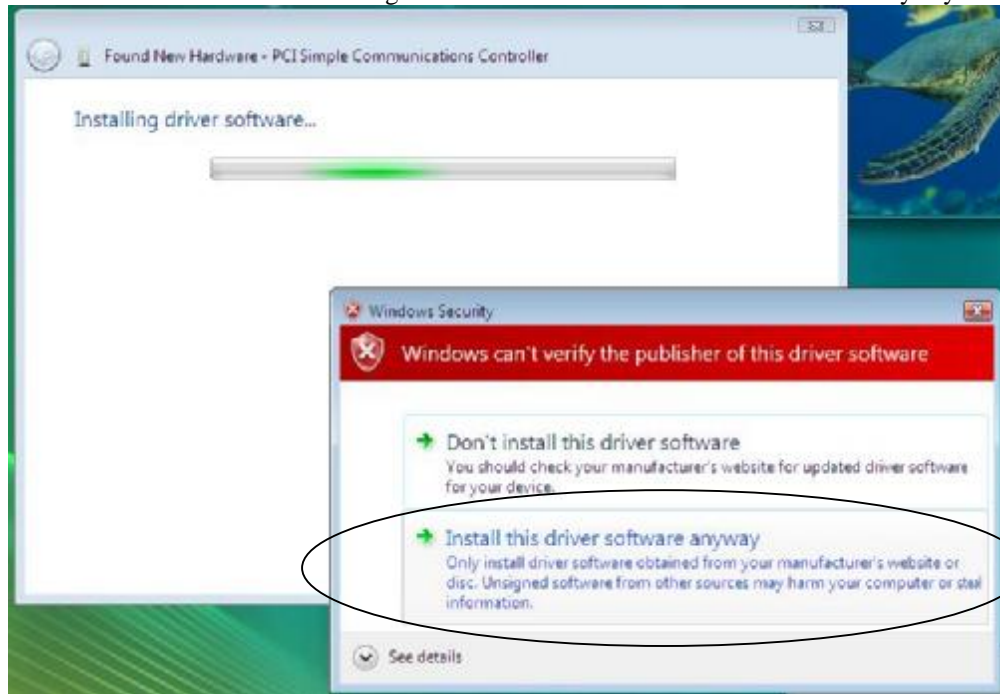 Found New Hardware - PCI Simple Communications Controller
Installing driver software...
Windows Security
Windows can't verify the publisher of this driver software
Don't install this driver software
You should check your manufacturer's website for updated driver software
for your device.
Install this driver software anyway
Only install driver software obtained from your manufacturer's website or
disc. Unsigned software from other sources may harm your computer or steal
information.
See details